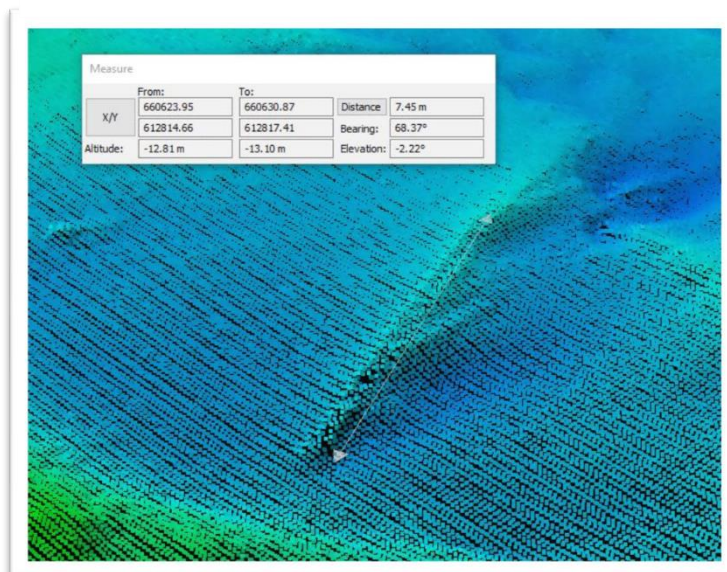 Measure
From: To:
X/Y 660623.95 660630.87 Distance 7.45 m
612814.66 612817.41 Bearing: 68.37°
Altitude: -12.81 m -13.10 m Elevation: -2.22°